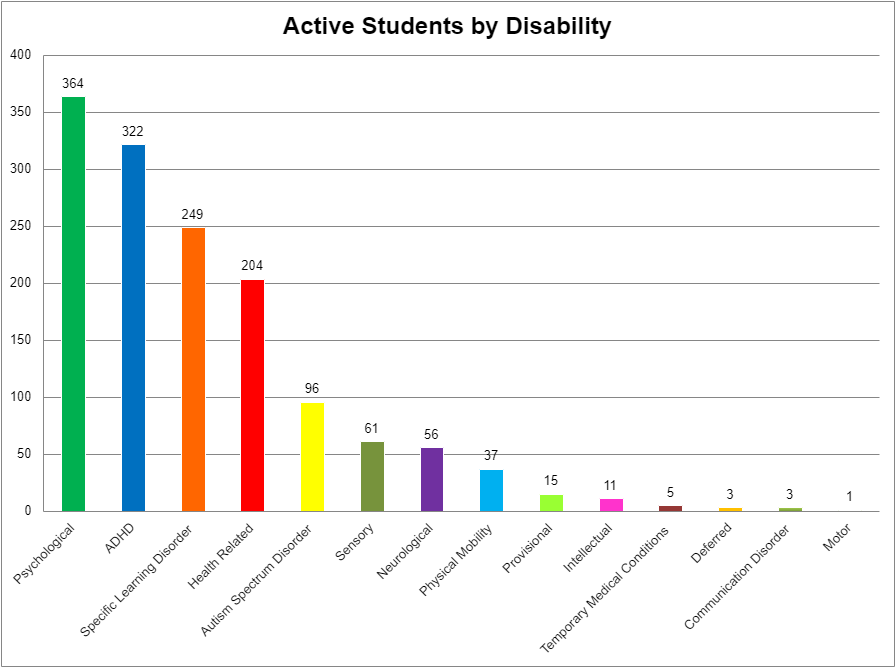 Active Students by Disability
400
350
300
250
200
150
100
50
0
364
322
249
204
96
61
56
37
15
11
5
3
3
1
Psychological
ADHD
Specific Learning Disorder
Health Related
Autism Spectrum Disorder
Sensory
Neurological
Physical Mobility
Provisional
Intellectual
Temporary Medical Conditions
Deferred
Communication Disorder
Motor